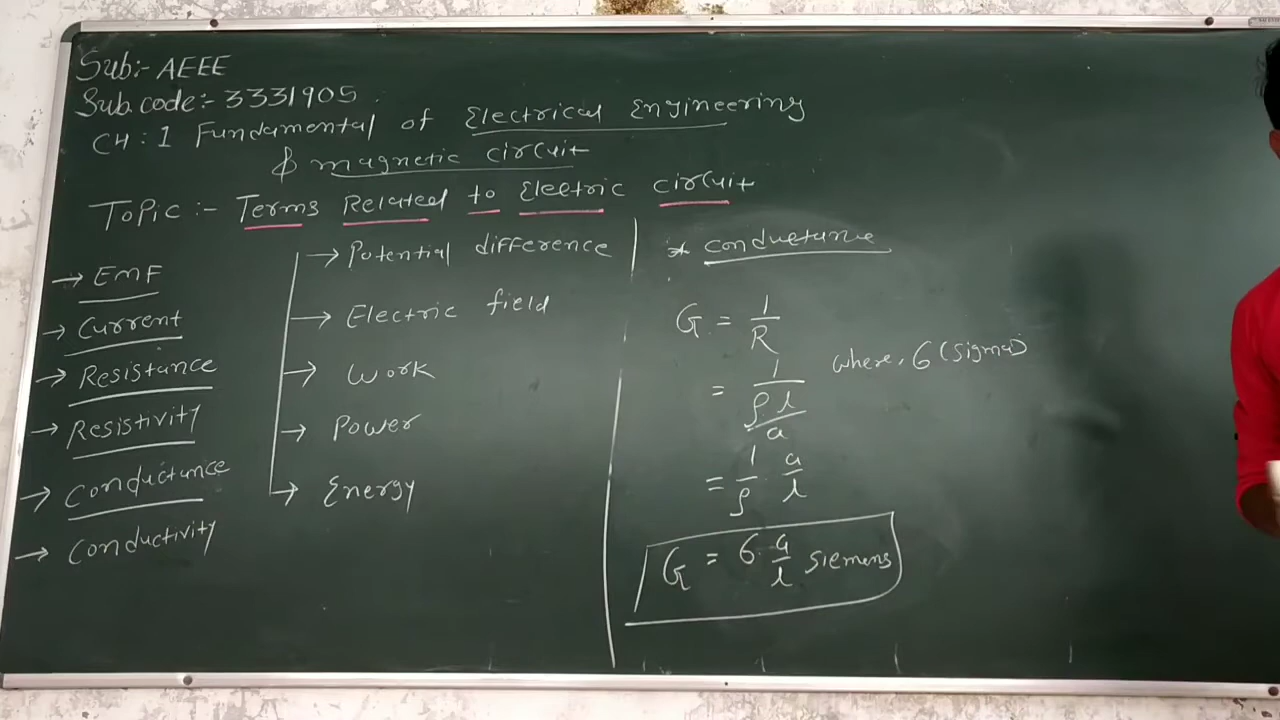 Sub:- AEEE
Sub.code:- 3331905
CH:1 Fundamental of Electrical Engineering
& magnetic circuit
Topic:- Terms Related to Electric circuit
→ EMF
→ Current
→ Resistance
→ Resistivity
→ Conductance
→ Conductivity
→ Potential difference
→ Electric field
→ Work
→ Power
→ Energy
* Conductance
G = 1/R
= 1/(ρ l/a) where, σ (sigma)
= 1/ρ a/l
G = σ. a/l siemens